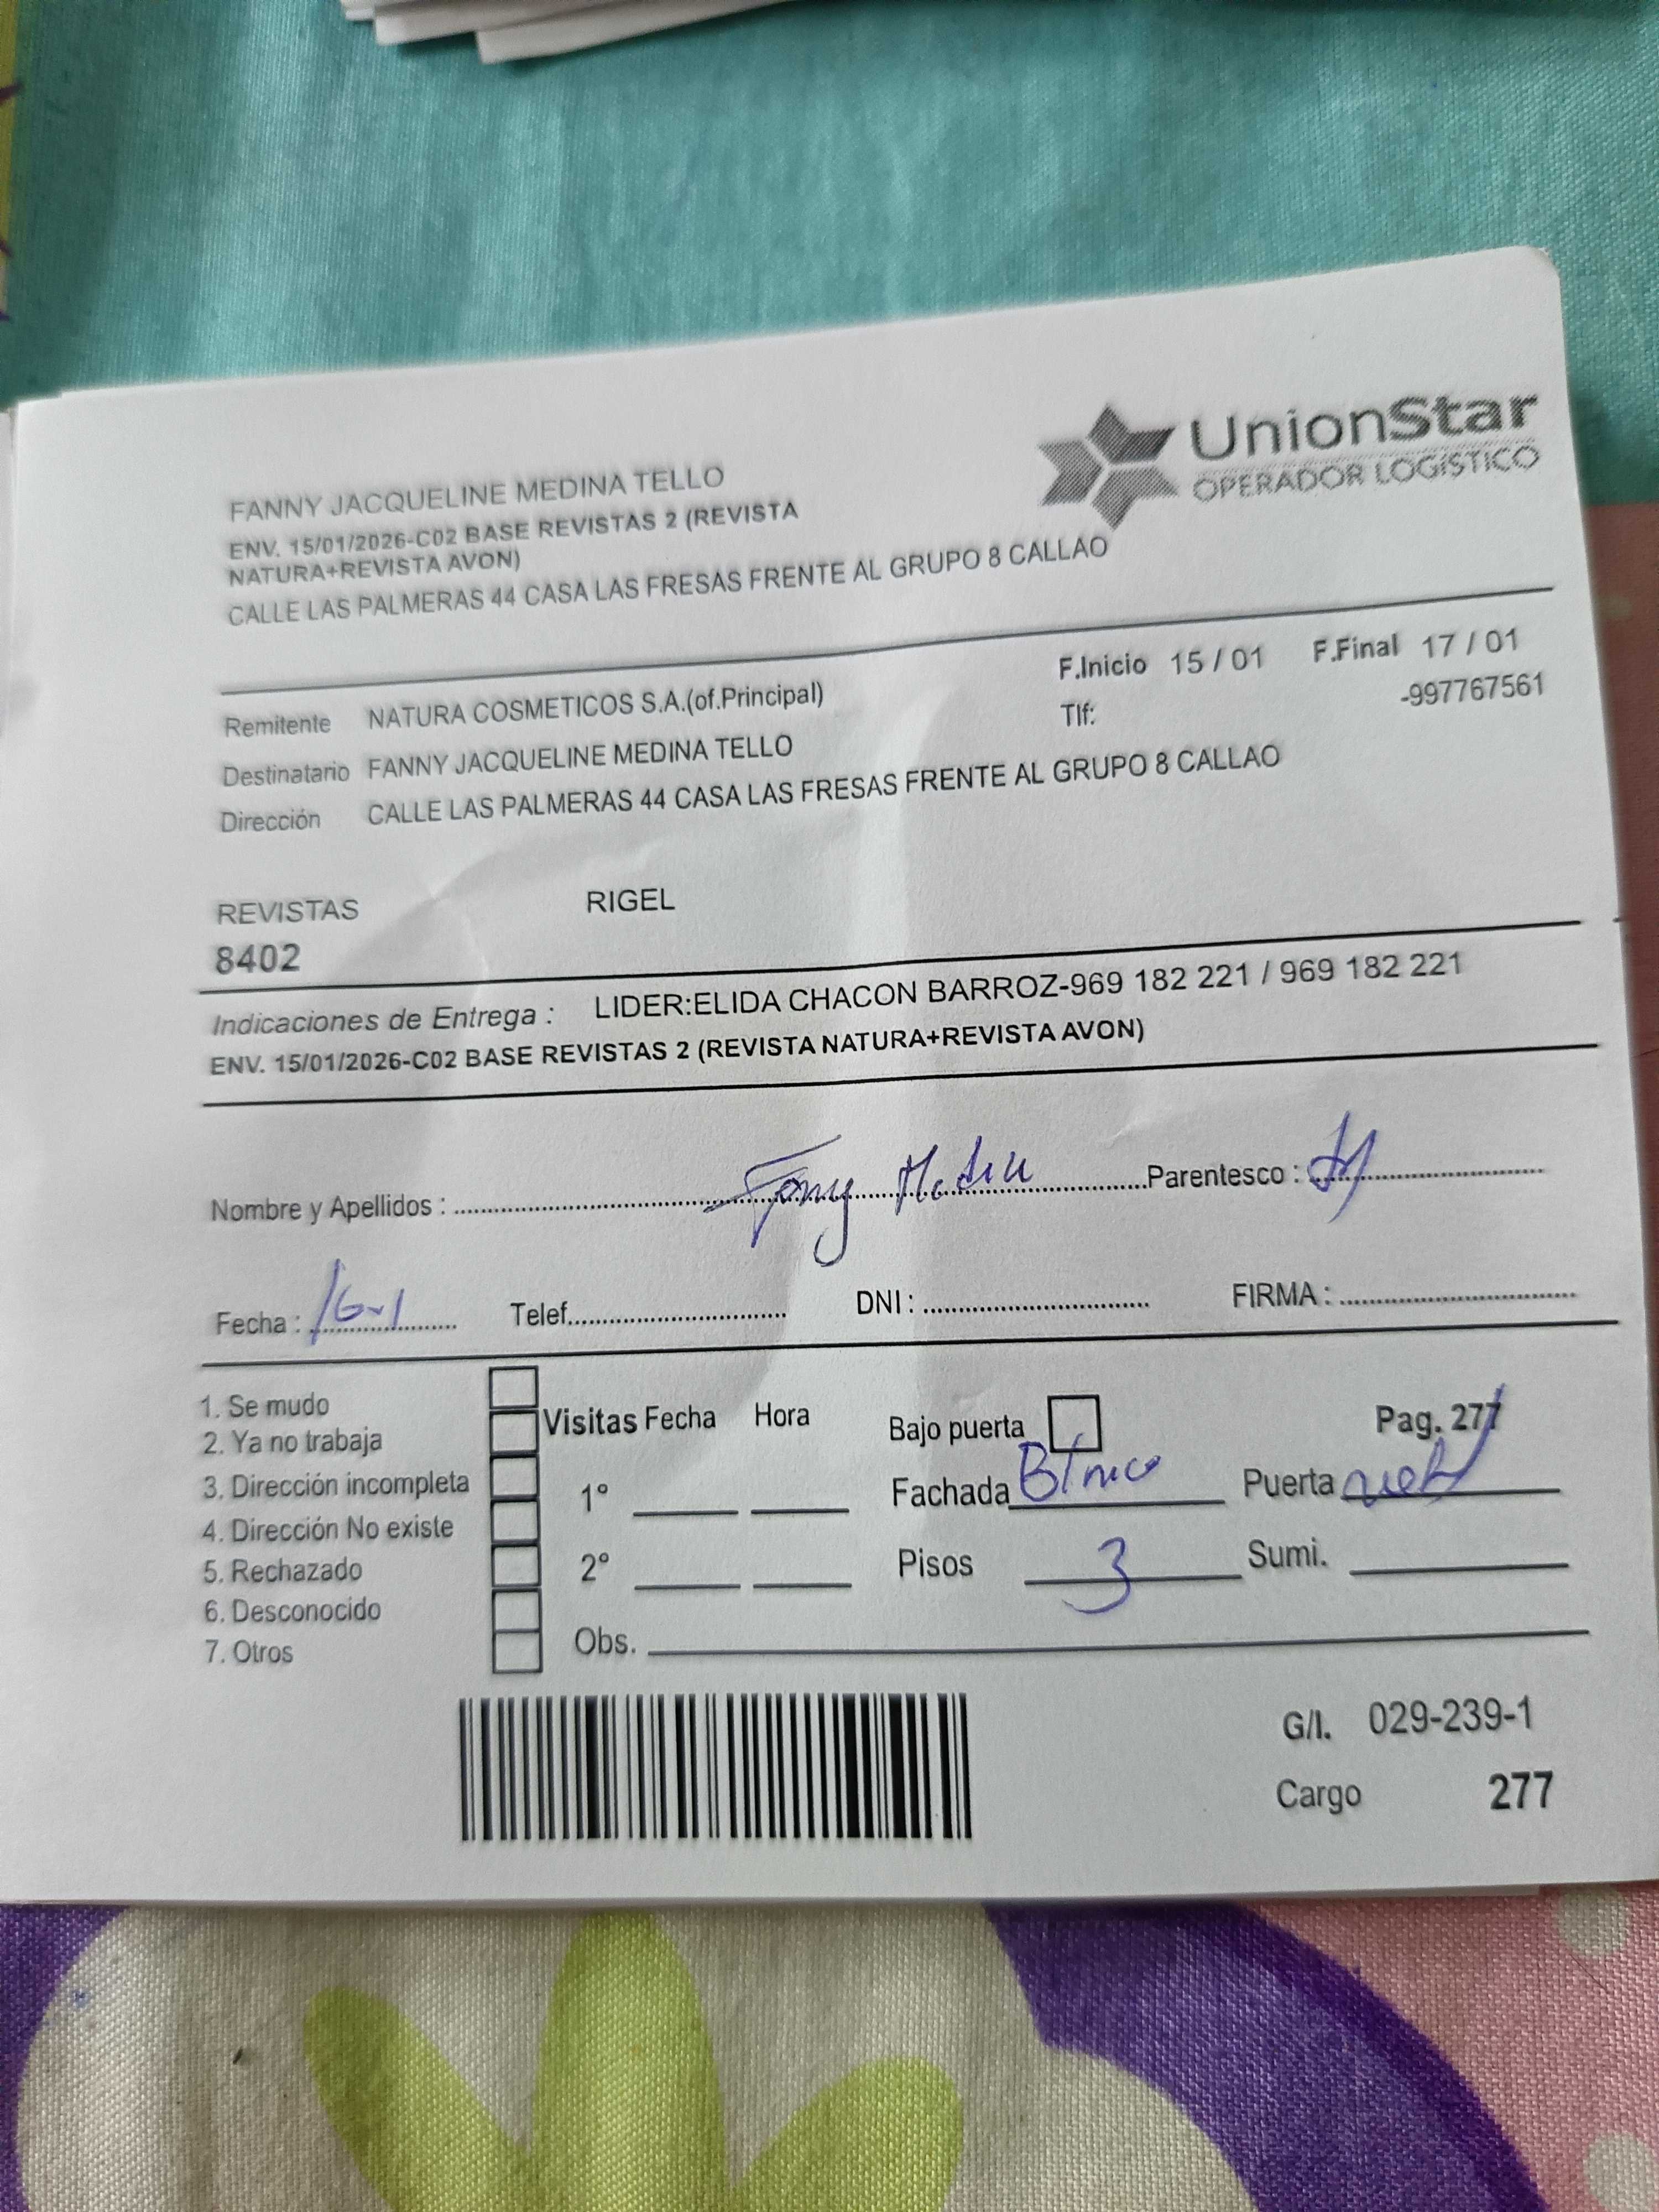 UnionStar
OPERADOR LOGÍSTICO
FANNY JACQUELINE MEDINA TELLO
ENV. 15/01/2026-C02 BASE REVISTAS 2 (REVISTA
NATURA+REVISTA AVON)
CALLE LAS PALMERAS 44 CASA LAS FRESAS FRENTE AL GRUPO 8 CALLAO
F.Inicio 15 / 01 F.Final 17 / 01
Remitente NATURA COSMETICOS S.A.(of.Principal) Tlf: -997767561
Destinatario FANNY JACQUELINE MEDINA TELLO
Dirección CALLE LAS PALMERAS 44 CASA LAS FRESAS FRENTE AL GRUPO 8 CALLAO
REVISTAS RIGEL
8402
Indicaciones de Entrega : LIDER:ELIDA CHACON BARROZ-969 182 221 / 969 182 221
ENV. 15/01/2026-C02 BASE REVISTAS 2 (REVISTA NATURA+REVISTA AVON)
Nombre y Apellidos : Fany Parentesco :
Fecha : 16-1 Telef. DNI : FIRMA :
1. Se mudo
2. Ya no trabaja
3. Dirección incompleta
4. Dirección No existe
5. Rechazado
6. Desconocido
7. Otros
Visitas Fecha Hora Bajo puerta Pag. 277
1° Fachada Puerta
2° Pisos 3 Sumi.
Obs.
G/I. 029-239-1
Cargo 277